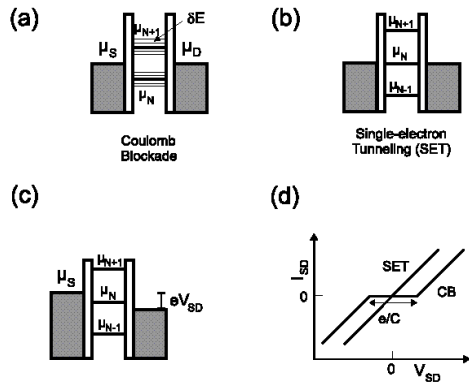 (a)
μN+1
δE
μS
μD
μN
Coulomb
Blockade
(b)
μN+1
μN
μN-1
Single-electron
Tunneling (SET)
(c)
μS
μN+1
μN
μN-1
eVSD
(d)
ISD
SET
CB
0
e/C
0
VSD